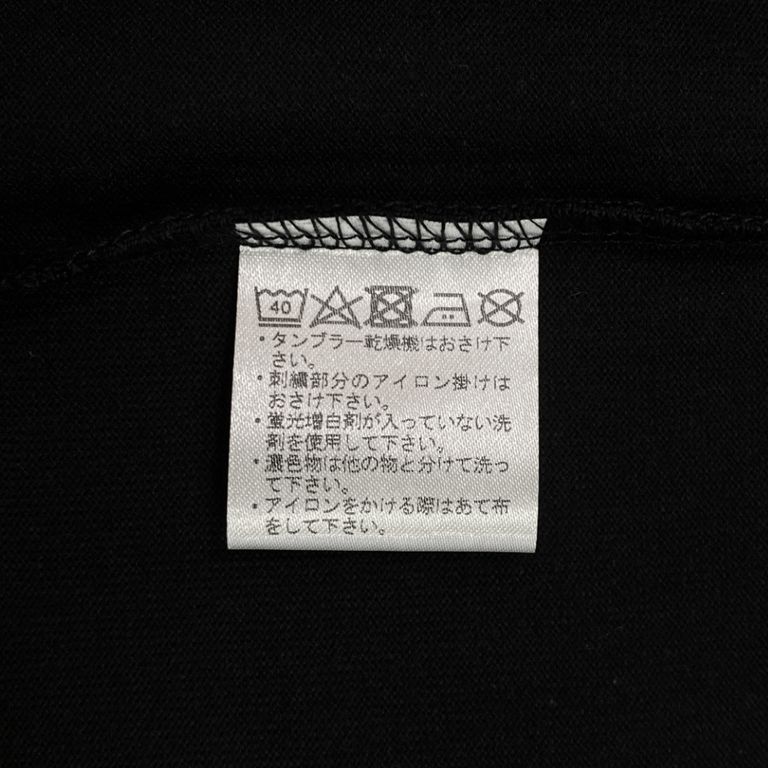 40
・タンブラー乾燥機はおさけ下
さい。
・刺繍部分のアイロン掛けは
おさけ下さい。
・蛍光増白剤が入っていない洗
剤を使用して下さい。
・濃色物は他の物と分けて洗っ
て下さい。
・アイロンをかける際はあて布
をして下さい。